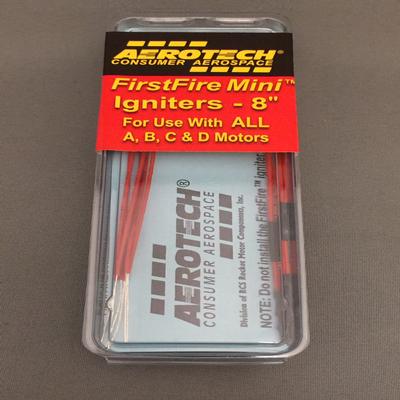 AEROTECH®
CONSUMER AEROSPACE
FirstFire Mini™
Igniters - 8"
For Use With ALL
A, B, C & D Motors
AEROTECH®
CONSUMER AEROSPACE
Division of RCS Rocket Motor Components, Inc.
NOTE: Do not install the FirstFire™ igniter